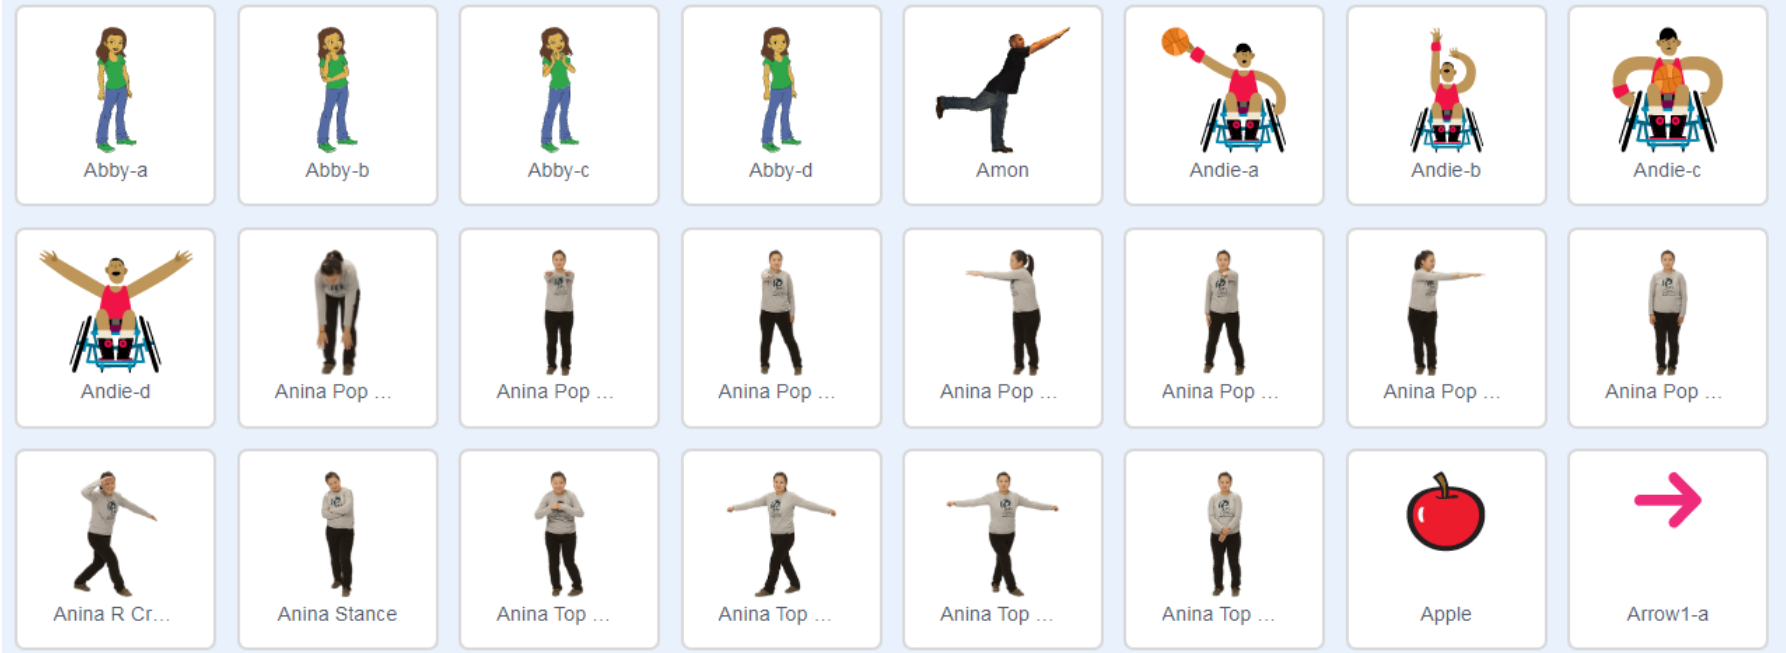 Abby-a
Abby-b
Abby-c
Abby-d
Amon
Andie-a
Andie-b
Andie-c
Andie-d
Anina Pop ...
Anina Pop ...
Anina Pop ...
Anina Pop ...
Anina Pop ...
Anina Pop ...
Anina Pop ...
Anina R Cr...
Anina Stance
Anina Top ...
Anina Top ...
Anina Top ...
Anina Top ...
Apple
Arrow1-a